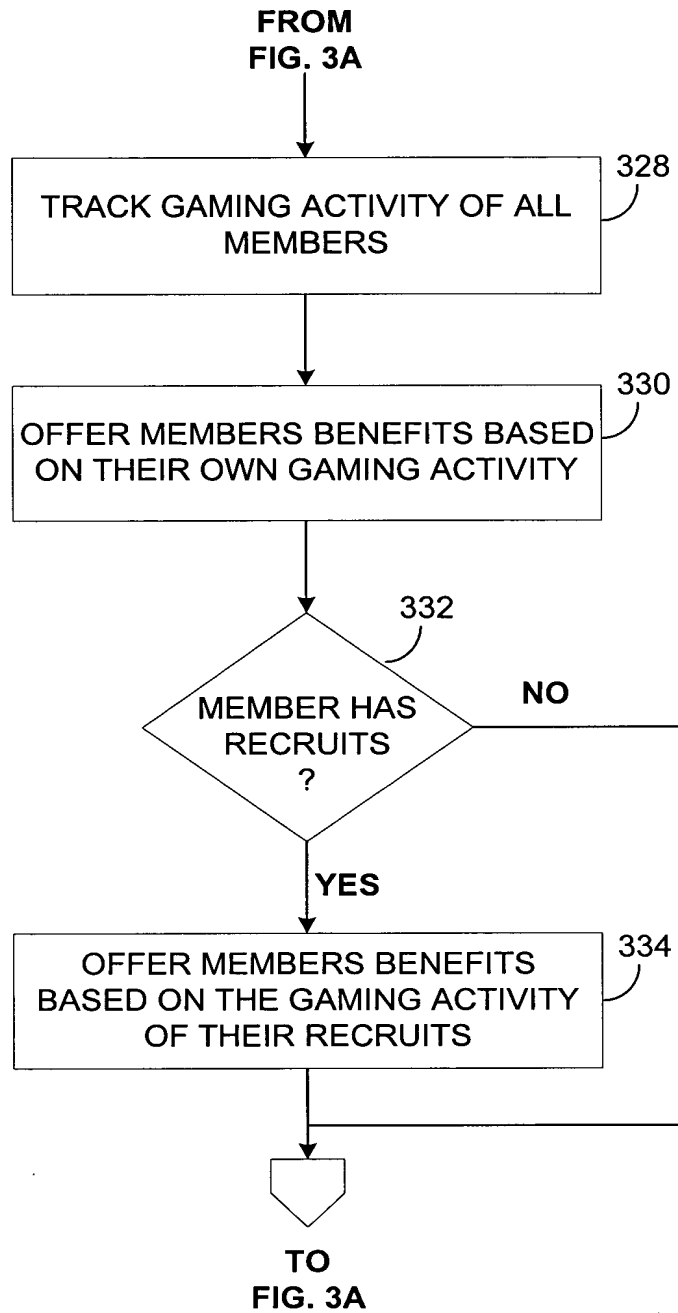 FROM
FIG. 3A
328
TRACK GAMING ACTIVITY OF ALL
MEMBERS
330
OFFER MEMBERS BENEFITS BASED
ON THEIR OWN GAMING ACTIVITY
332
MEMBER HAS
RECRUITS
?
NO
YES
334
OFFER MEMBERS BENEFITS
BASED ON THE GAMING ACTIVITY
OF THEIR RECRUITS
TO
FIG. 3A